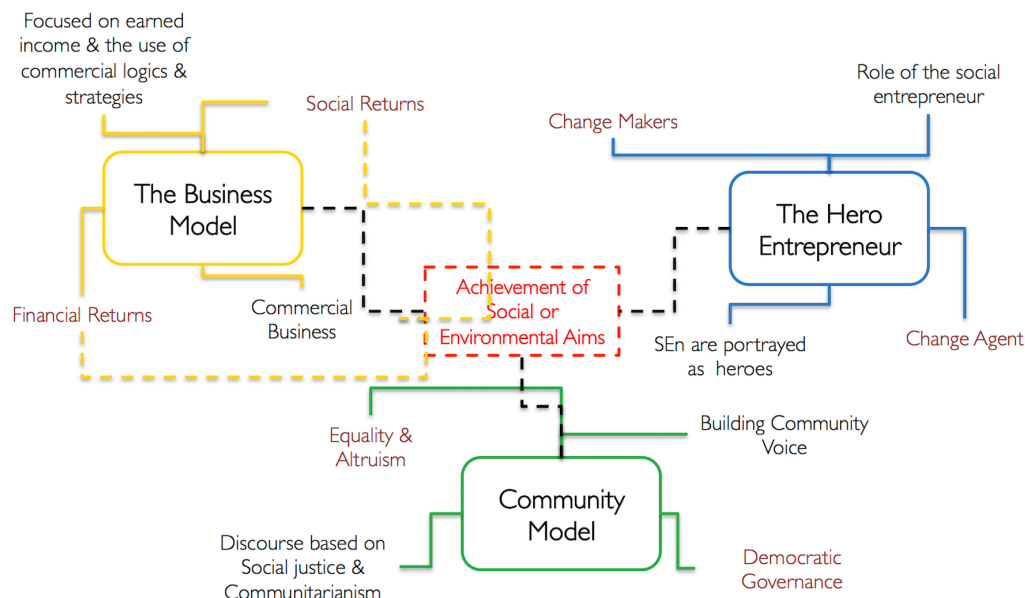 Focused on earned
income & the use of
commercial logics &
strategies
Social Returns
Change Makers
Role of the social
entrepreneur
The Business
Model
The Hero
Entrepreneur
Financial Returns
Commercial
Business
Achievement of
Social or
Environmental Aims
SEn are portrayed
as heroes
Change Agent
Equality &
Altruism
Building Community
Voice
Community
Model
Discourse based on
Social justice &
Communitarianism
Democratic
Governance